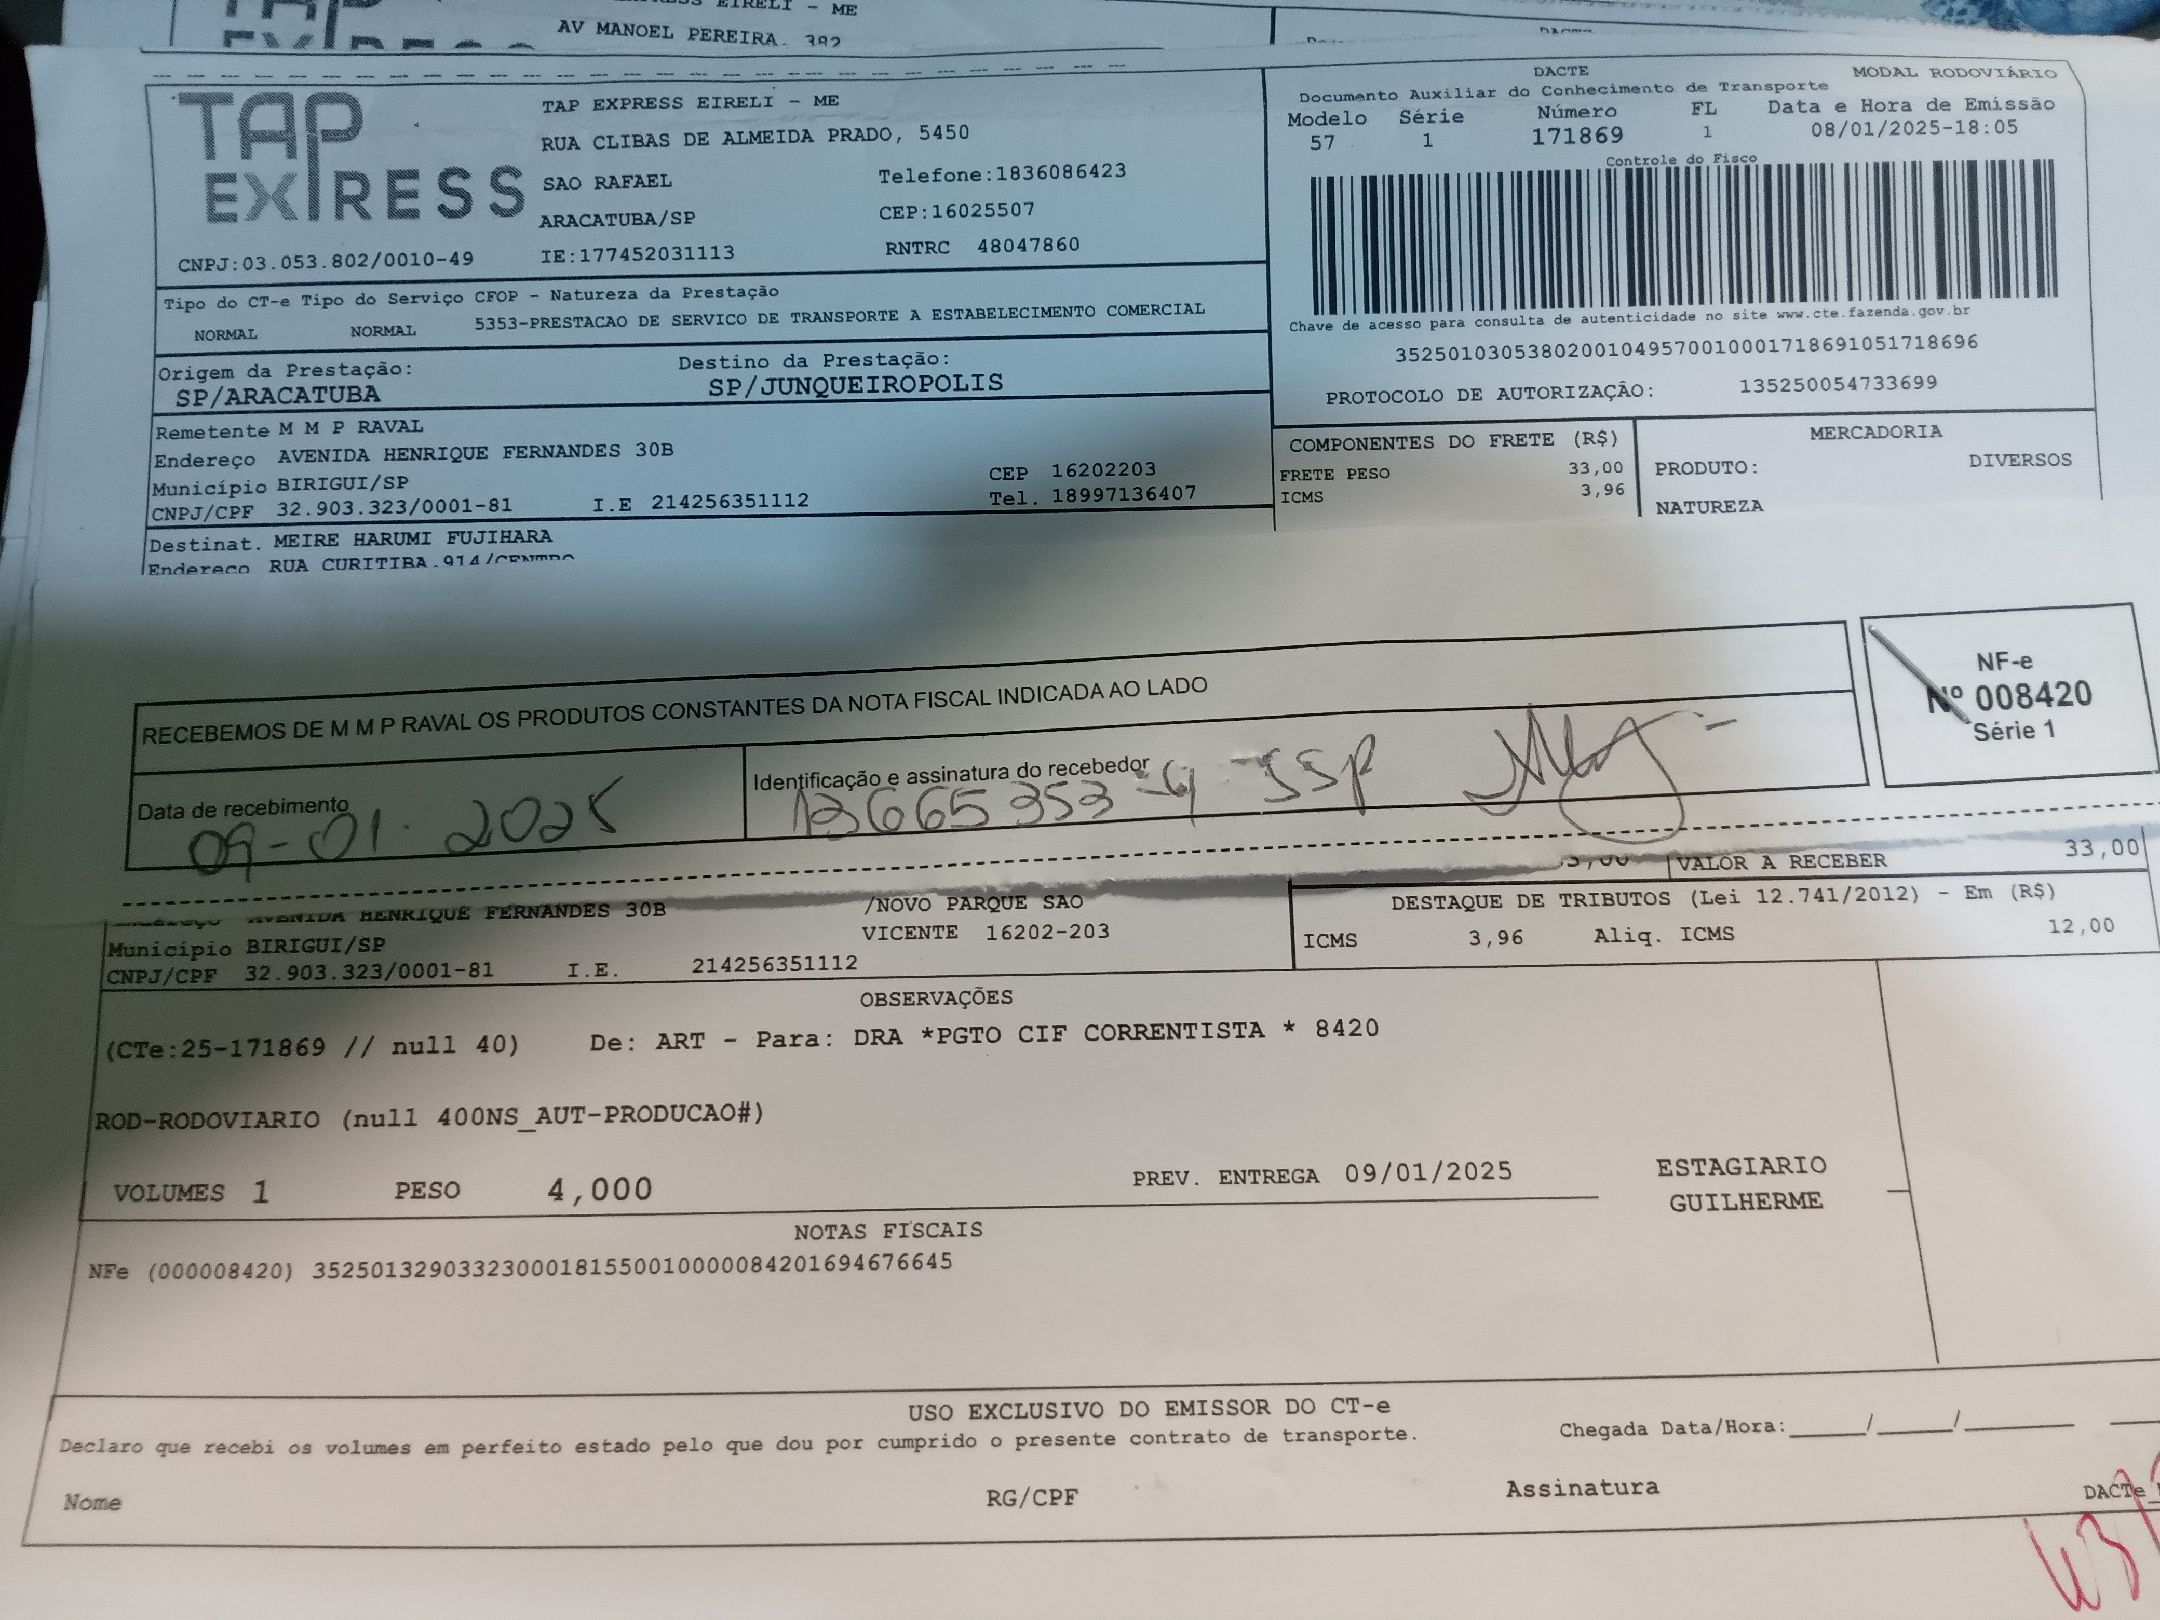 EIRELI - ME
AV MANOEL PEREIRA. 392
TAP EXPRESS
TAP EXPRESS EIRELI - ME
RUA CLIBAS DE ALMEIDA PRADO, 5450
SAO RAFAEL Telefone:1836086423
ARACATUBA/SP CEP:16025507
CNPJ:03.053.802/0010-49 IE:177452031113 RNTRC 48047860
DACTE MODAL RODOVIÁRIO
Documento Auxiliar do Conhecimento de Transporte
Modelo Série Número FL Data e Hora de Emissão
57 1 171869 1 08/01/2025-18:05
Controle do Fisco
Chave de acesso para consulta de autenticidade no site www.cte.fazenda.gov.br
35250103053802001049570010001718691051718696
PROTOCOLO DE AUTORIZAÇÃO: 135250054733699
Tipo do CT-e Tipo do Serviço CFOP - Natureza da Prestação
NORMAL NORMAL 5353-PRESTACAO DE SERVICO DE TRANSPORTE A ESTABELECIMENTO COMERCIAL
Origem da Prestação: Destino da Prestação:
SP/ARACATUBA SP/JUNQUEIROPOLIS
Remetente M M P RAVAL
Endereço AVENIDA HENRIQUE FERNANDES 30B
Município BIRIGUI/SP CEP 16202203
CNPJ/CPF 32.903.323/0001-81 I.E 214256351112 Tel. 18997136407
Destinat. MEIRE HARUMI FUJIHARA
Endereço RUA CURITIBA,914/CENTRO
COMPONENTES DO FRETE (R$) MERCADORIA
FRETE PESO 33,00 PRODUTO: DIVERSOS
ICMS 3,96 NATUREZA
RECEBEMOS DE M M P RAVAL OS PRODUTOS CONSTANTES DA NOTA FISCAL INDICADA AO LADO
Data de recebimento Identificação e assinatura do recebedor
09-01.2025 13665353-4 SSP
NF-e
Nº 008420
Série 1
VALOR A RECEBER 33,00
AVENIDA HENRIQUE FERNANDES 30B /NOVO PARQUE SAO
Município BIRIGUI/SP VICENTE 16202-203
CNPJ/CPF 32.903.323/0001-81 I.E. 214256351112
DESTAQUE DE TRIBUTOS (Lei 12.741/2012) - Em (R$)
ICMS 3,96 Aliq. ICMS 12,00
OBSERVAÇÕES
(CTe:25-171869 // null 40) De: ART - Para: DRA *PGTO CIF CORRENTISTA * 8420
ROD-RODOVIARIO (null 400NS_AUT-PRODUCAO#)
VOLUMES 1 PESO 4,000 PREV. ENTREGA 09/01/2025 ESTAGIARIO
GUILHERME
NOTAS FISCAIS
NFe (000008420) 35250132903323000181550010000084201694676645
USO EXCLUSIVO DO EMISSOR DO CT-e
Declaro que recebi os volumes em perfeito estado pelo que dou por cumprido o presente contrato de transporte. Chegada Data/Hora:_____/_____/_______
Nome RG/CPF Assinatura DACTe